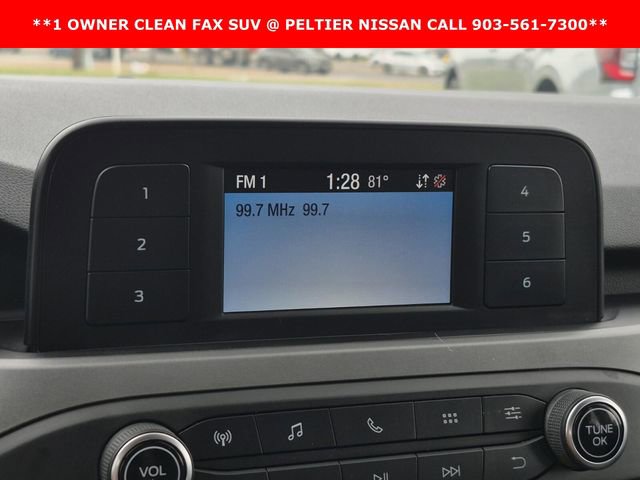 **1 OWNER CLEAN FAX SUV @ PELTIER NISSAN CALL 903-561-7300**
FM 1 1:28 81°
99.7 MHz 99.7
1
2
3
4
5
6
VOL
TUNE
OK